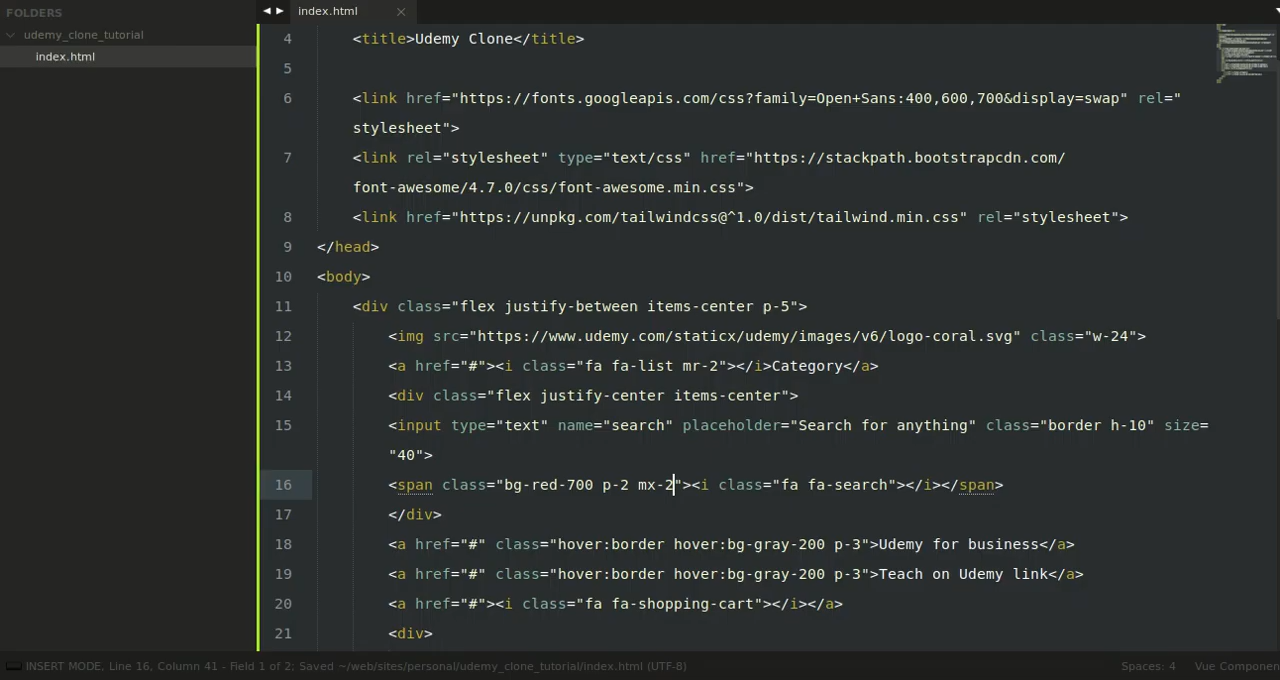 FOLDERS
udemy_clone_tutorial
index.html
index.html
4 <title>Udemy Clone</title>
5
6 <link href="https://fonts.googleapis.com/css?family=Open+Sans:400,600,700&display=swap" rel="
stylesheet">
7 <link rel="stylesheet" type="text/css" href="https://stackpath.bootstrapcdn.com/
font-awesome/4.7.0/css/font-awesome.min.css">
8 <link href="https://unpkg.com/tailwindcss@^1.0/dist/tailwind.min.css" rel="stylesheet">
9 </head>
10 <body>
11 <div class="flex justify-between items-center p-5">
12 <img src="https://www.udemy.com/staticx/udemy/images/v6/logo-coral.svg" class="w-24">
13 <a href="#"><i class="fa fa-list mr-2"></i>Category</a>
14 <div class="flex justify-center items-center">
15 <input type="text" name="search" placeholder="Search for anything" class="border h-10" size=
"40">
16 <span class="bg-red-700 p-2 mx-2"><i class="fa fa-search"></i></span>
17 </div>
18 <a href="#" class="hover:border hover:bg-gray-200 p-3">Udemy for business</a>
19 <a href="#" class="hover:border hover:bg-gray-200 p-3">Teach on Udemy link</a>
20 <a href="#"><i class="fa fa-shopping-cart"></i></a>
21 <div>
INSERT MODE, Line 16, Column 41 - Field 1 of 2; Saved ~/web/sites/personal/udemy_clone_tutorial/index.html (UTF-8)
Spaces: 4
Vue Componen